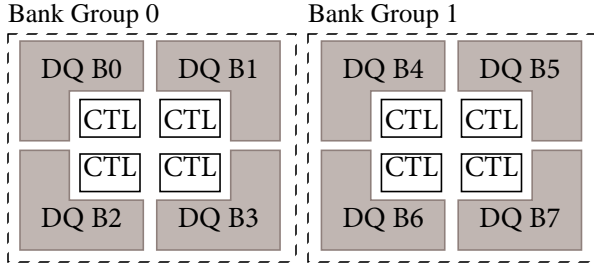 Bank Group 0
Bank Group 1
DQ B0
DQ B1
DQ B4
DQ B5
CTL
CTL
CTL
CTL
CTL
CTL
CTL
CTL
DQ B2
DQ B3
DQ B6
DQ B7